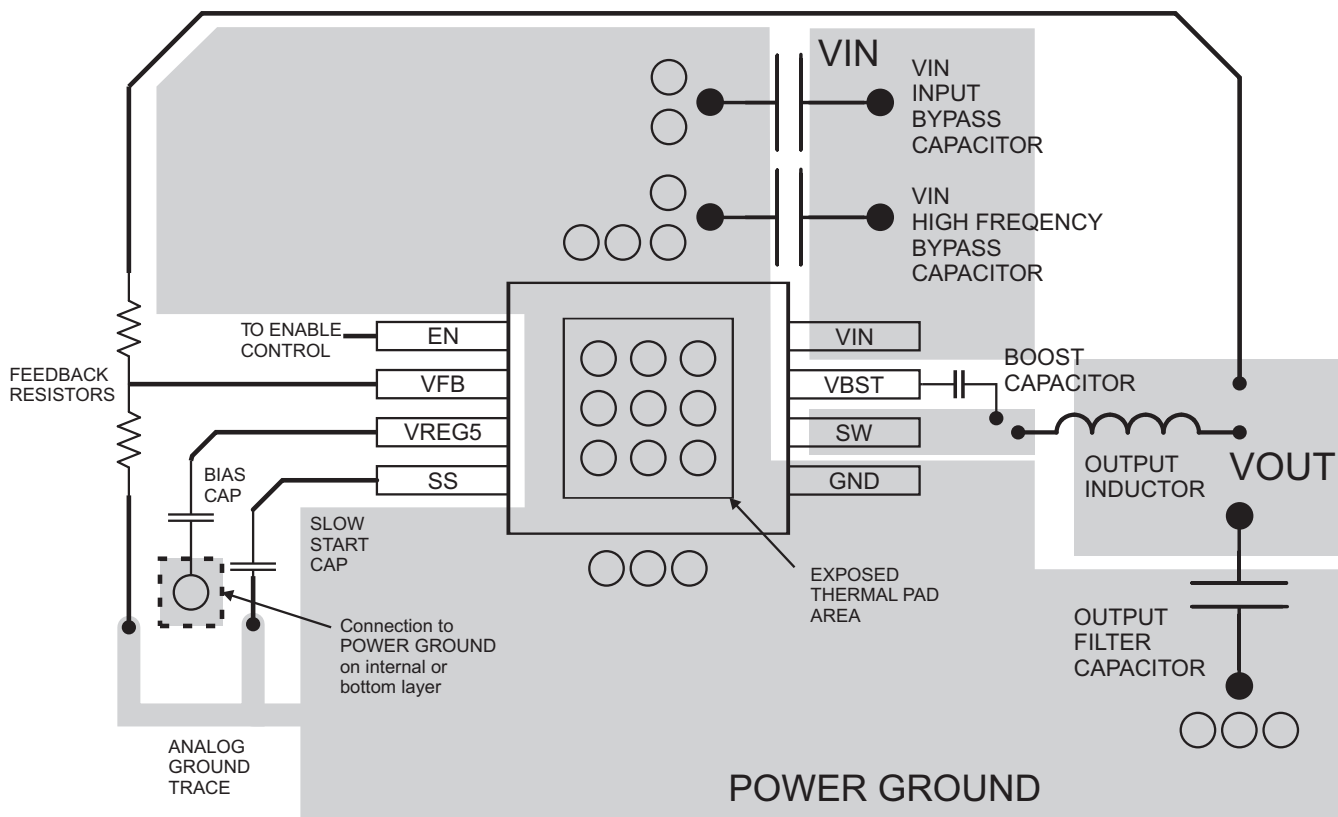 VIN
VIN
INPUT
BYPASS
CAPACITOR
VIN
HIGH FREQENCY
BYPASS
CAPACITOR
TO ENABLE
CONTROL
EN
VFB
VREG5
SS
VIN
VBST
SW
GND
FEEDBACK
RESISTORS
BOOST
CAPACITOR
OUTPUT
INDUCTOR
VOUT
BIAS
CAP
SLOW
START
CAP
EXPOSED
THERMAL PAD
AREA
Connection to
POWER GROUND
on internal or
bottom layer
OUTPUT
FILTER
CAPACITOR
ANALOG
GROUND
TRACE
POWER GROUND